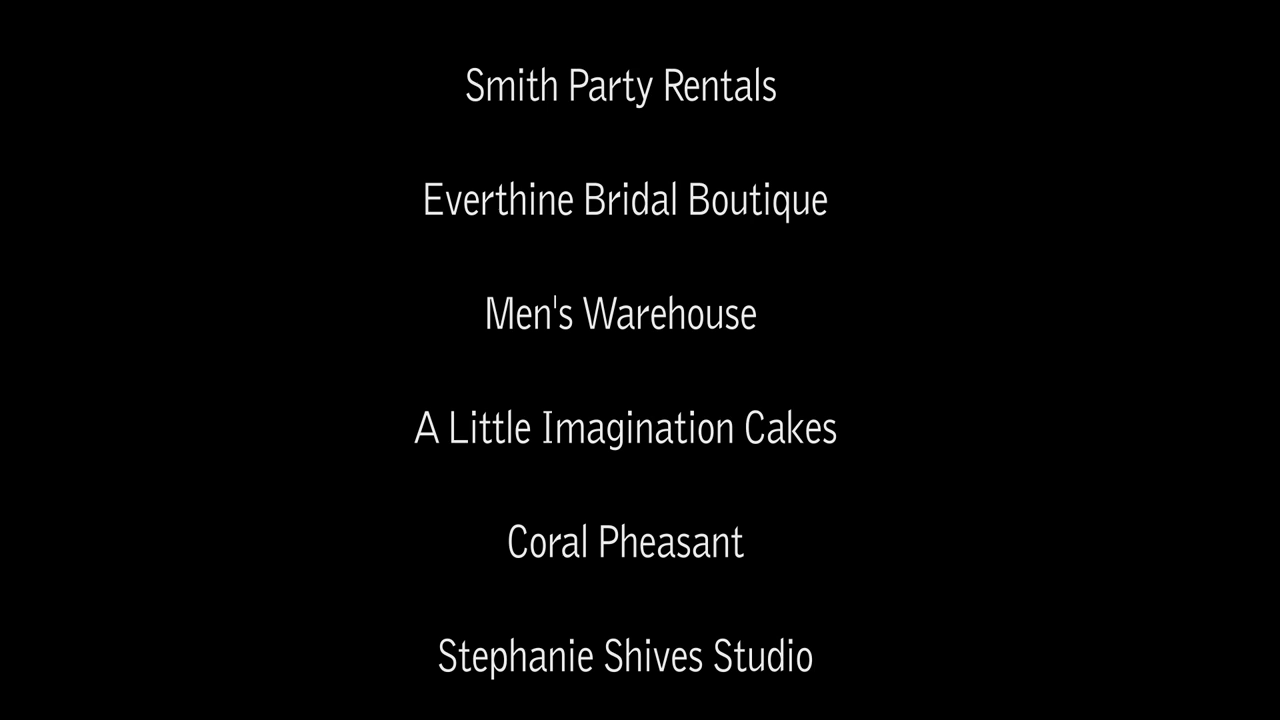 Smith Party Rentals
Everthine Bridal Boutique
Men's Warehouse
A Little Imagination Cakes
Coral Pheasant
Stephanie Shives Studio